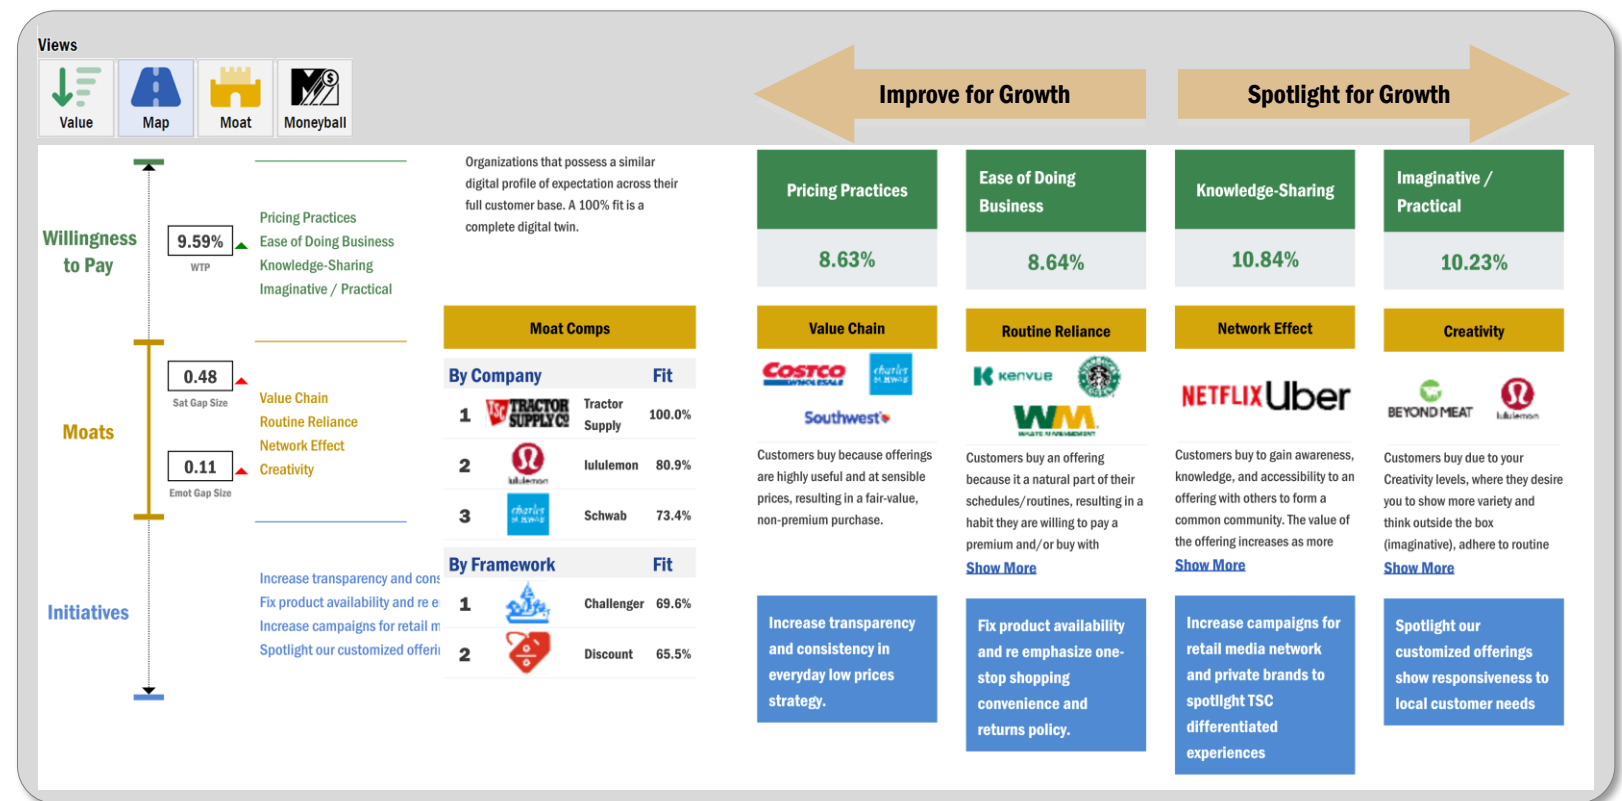 Views
Value
Map
Moat
Moneyball
Improve for Growth
Spotlight for Growth
Willingness
to Pay
9.59%
WTP
Pricing Practices
Ease of Doing Business
Knowledge-Sharing
Imaginative / Practical
Moats
0.48
Sat Gap Size
0.11
Emot Gap Size
Value Chain
Routine Reliance
Network Effect
Creativity
Initiatives
Increase transparency and cons
Fix product availability and re e
Increase campaigns for retail m
Spotlight our customized offeri
Organizations that possess a similar
digital profile of expectation across their
full customer base. A 100% fit is a
complete digital twin.
Moat Comps
By Company Fit
1 TSC TRACTOR SUPPLY CO Tractor Supply 100.0%
2 lululemon lululemon 80.9%
3 charles SCHWAB Schwab 73.4%
By Framework Fit
1 Challenger 69.6%
2 Discount 65.5%
Pricing Practices
8.63%
Value Chain
COSTCO
WHOLESALE
charles
SCHWAB
Southwest
Customers buy because offerings
are highly useful and at sensible
prices, resulting in a fair-value,
non-premium purchase.
Increase transparency
and consistency in
everyday low prices
strategy.
Ease of Doing
Business
8.64%
Routine Reliance
kenvue
WM
WASTE MANAGEMENT
Customers buy an offering
because it a natural part of their
schedules/routines, resulting in a
habit they are willing to pay a
premium and/or buy with
Show More
Fix product availability
and re emphasize one-
stop shopping
convenience and
returns policy.
Knowledge-Sharing
10.84%
Network Effect
NETFLIX
Uber
Customers buy to gain awareness,
knowledge, and accessibility to an
offering with others to form a
common community. The value of
the offering increases as more
Show More
Increase campaigns for
retail media network
and private brands to
spotlIght TSC
differentiated
experiences
Imaginative /
Practical
10.23%
Creativity
BEYOND MEAT
lululemon
Customers buy due to your
Creativity levels, where they desire
you to show more variety and
think outside the box
(imaginative), adhere to routine
Show More
Spotlight our
customized offerings
show responsiveness to
local customer needs